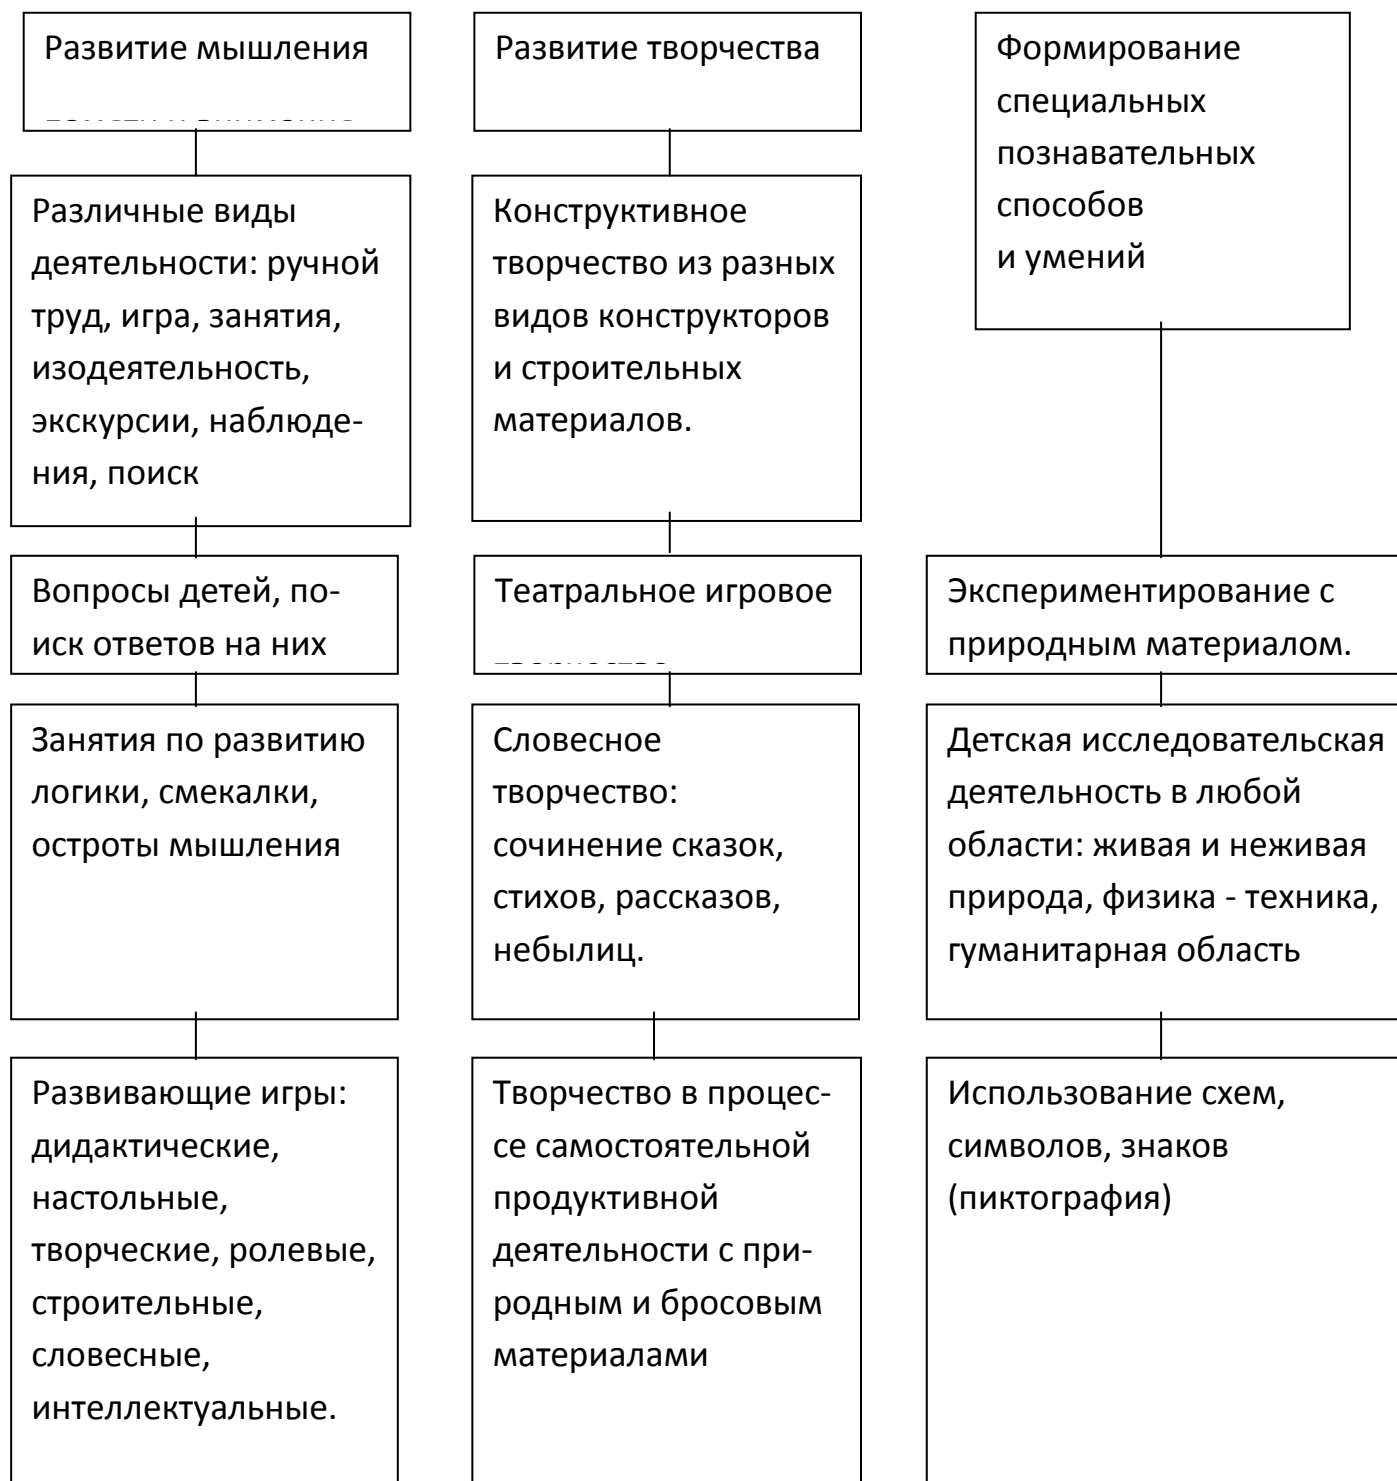 Развитие мышления
Развитие творчества
Формирование
специальных
познавательных
способов
и умений
Различные виды
деятельности: ручной
труд, игра, занятия,
изодеятельность,
экскурсии, наблюде-
ния, поиск
Конструктивное
творчество из разных
видов конструкторов
и строительных
материалов.
Вопросы детей, по-
иск ответов на них
Театральное игровое
Экспериментирование с
природным материалом.
Занятия по развитию
логики, смекалки,
остроты мышления
Словесное
творчество:
сочинение сказок,
стихов, рассказов,
небылиц.
Детская исследовательская
деятельность в любой
области: живая и неживая
природа, физика - техника,
гуманитарная область
Развивающие игры:
дидактические,
настольные,
творческие, ролевые,
строительные,
словесные,
интеллектуальные.
Творчество в процес-
се самостоятельной
продуктивной
деятельности с при-
родным и бросовым
материалами
Использование схем,
символов, знаков
(пиктография)